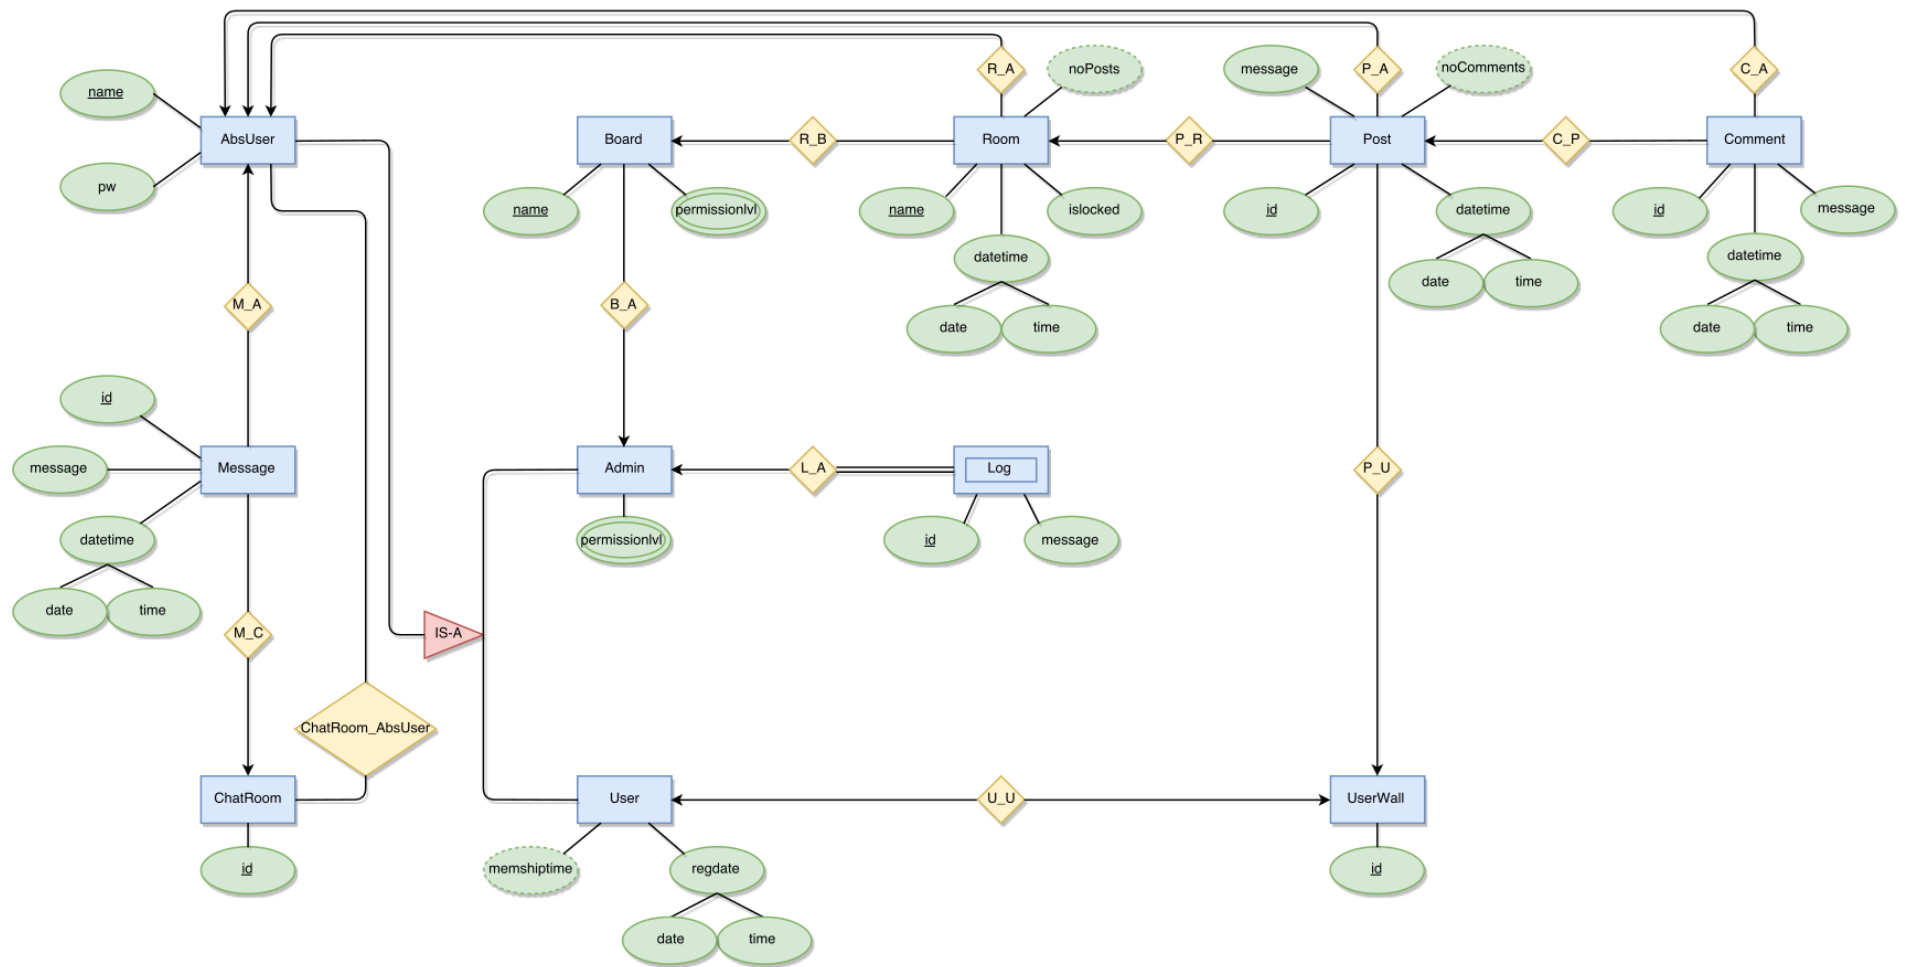 R_A
noPosts
message
P_A
noComments
C_A
name
AbsUser
Board
R_B
Room
P_R
Post
C_P
Comment
pw
name
permissionlvl
name
islocked
id
datetime
id
message
datetime
datetime
date
time
date
time
date
time
M_A
B_A
id
message
Message
Admin
L_A
Log
P_U
datetime
permissionlvl
id
message
date
time
M_C
IS-A
ChatRoom_AbsUser
ChatRoom
User
U_U
UserWall
id
memshiptime
regdate
id
date
time